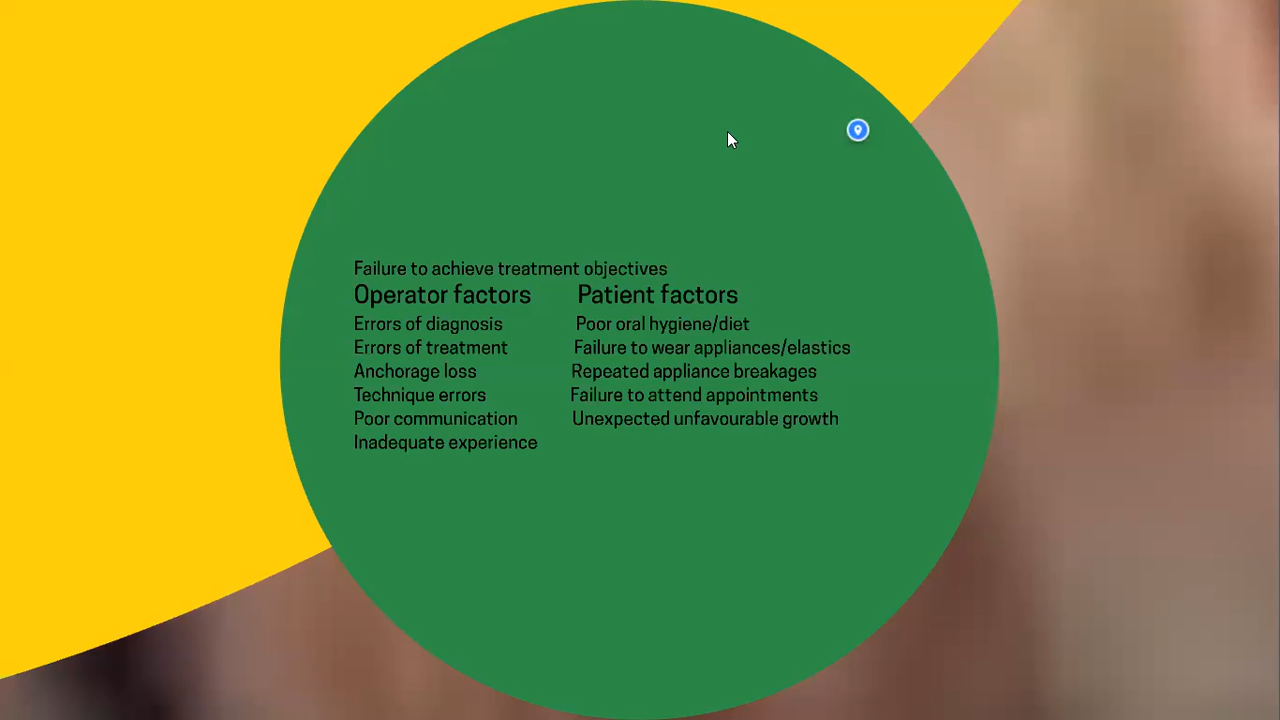 Failure to achieve treatment objectives
Operator factors Patient factors
Errors of diagnosis Poor oral hygiene/diet
Errors of treatment Failure to wear appliances/elastics
Anchorage loss Repeated appliance breakages
Technique errors Failure to attend appointments
Poor communication Unexpected unfavourable growth
Inadequate experience